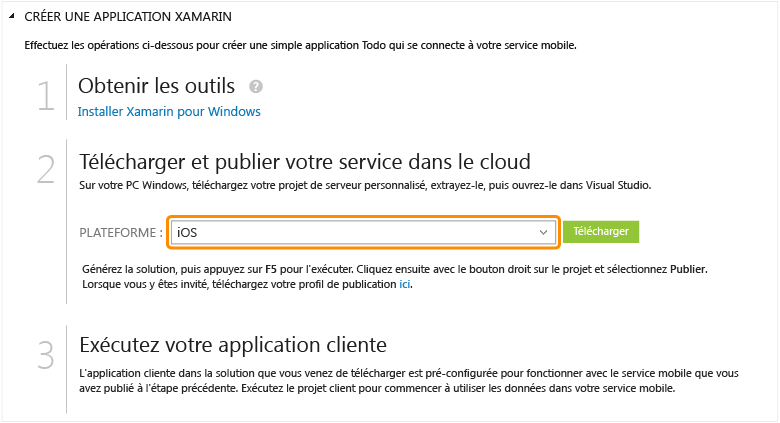 CRÉER UNE APPLICATION XAMARIN
Effectuez les opérations ci-dessous pour créer une simple application Todo qui se connecte à votre service mobile.
1 Obtenir les outils ?
Installer Xamarin pour Windows
2 Télécharger et publier votre service dans le cloud
Sur votre PC Windows, téléchargez votre projet de serveur personnalisé, extrayez-le, puis ouvrez-le dans Visual Studio.
PLATEFORME : iOS Télécharger
Générez la solution, puis appuyez sur F5 pour l'exécuter. Cliquez ensuite avec le bouton droit sur le projet et sélectionnez Publier.
Lorsque vous y êtes invité, téléchargez votre profil de publication ici.
3 Exécutez votre application cliente
L'application cliente dans la solution que vous venez de télécharger est pré-configurée pour fonctionner avec le service mobile que vous
avez publié à l'étape précédente. Exécutez le projet client pour commencer à utiliser les données dans votre service mobile.